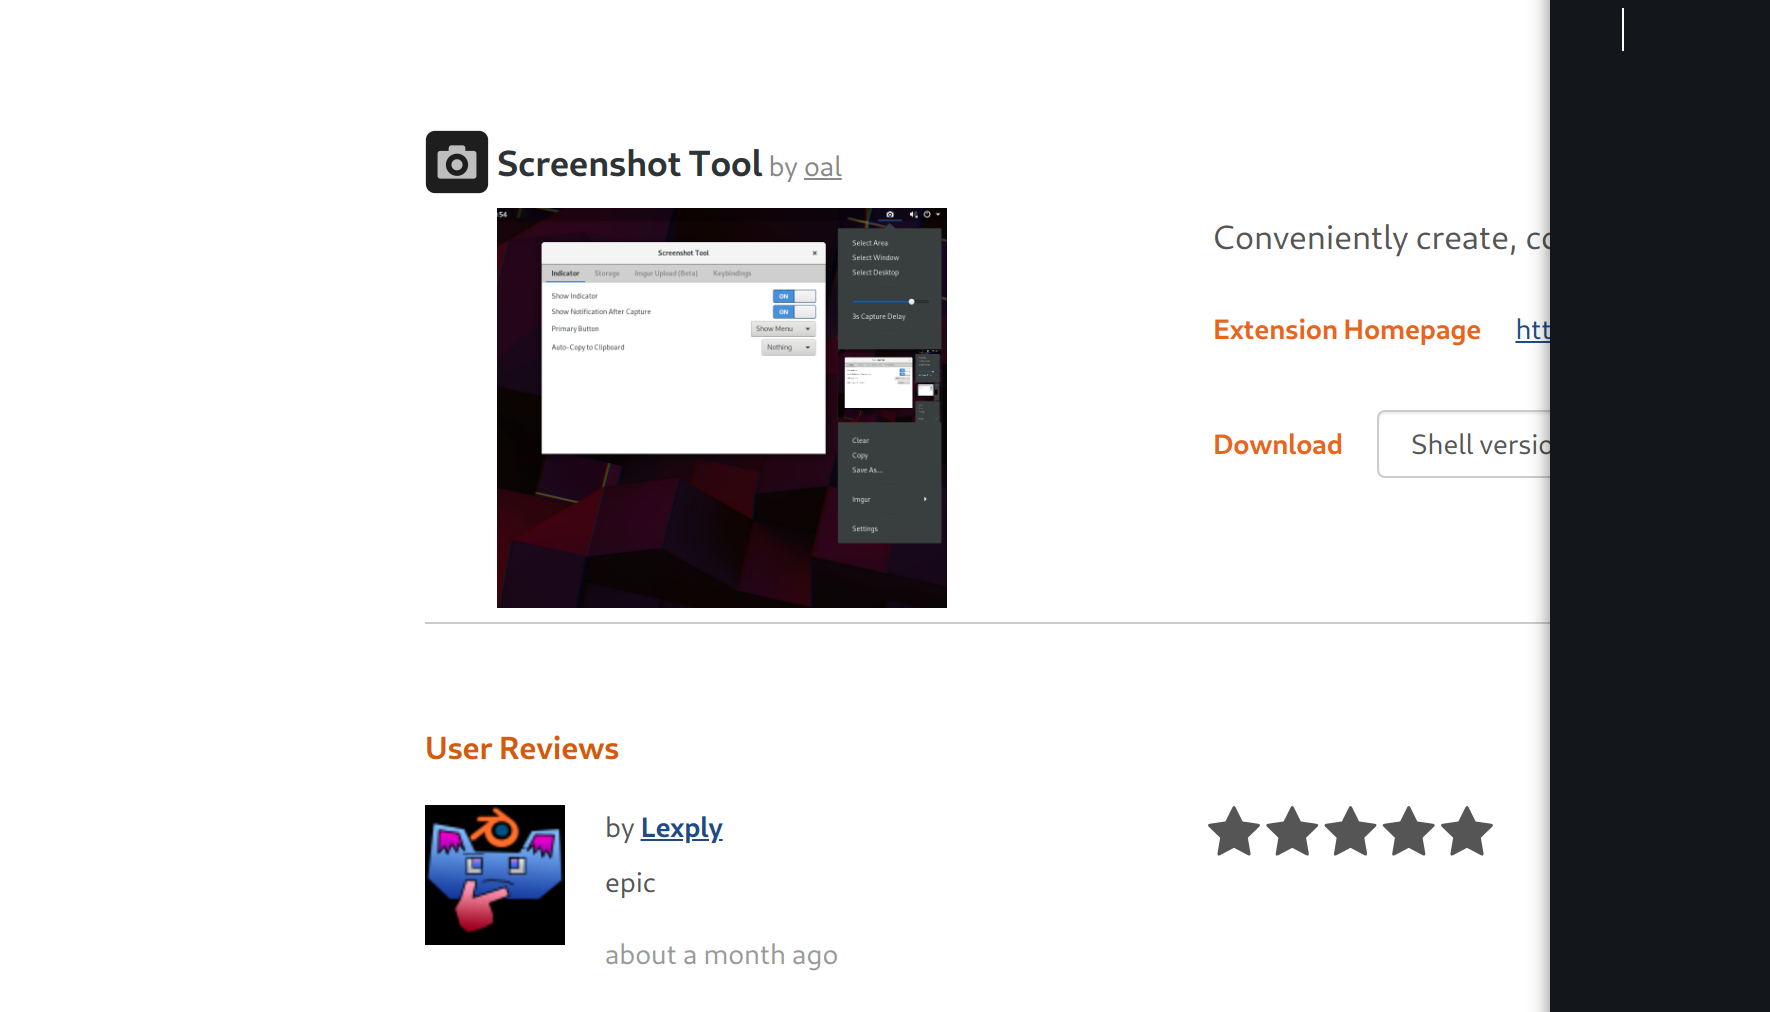 Screenshot Tool by oal
54
Screenshot Tool
Indicator Storage Imgur Upload (Beta) Keybindings
Show Indicator ON
Show Notification After Capture ON
Primary Button Show Menu
Auto-Copy to Clipboard Nothing
Select Area
Select Window
Select Desktop
3s Capture Delay
Clear
Copy
Save As...
Imgur
Settings
Conveniently create, co
Extension Homepage htt
Download Shell versio
User Reviews
by Lexply
epic
about a month ago